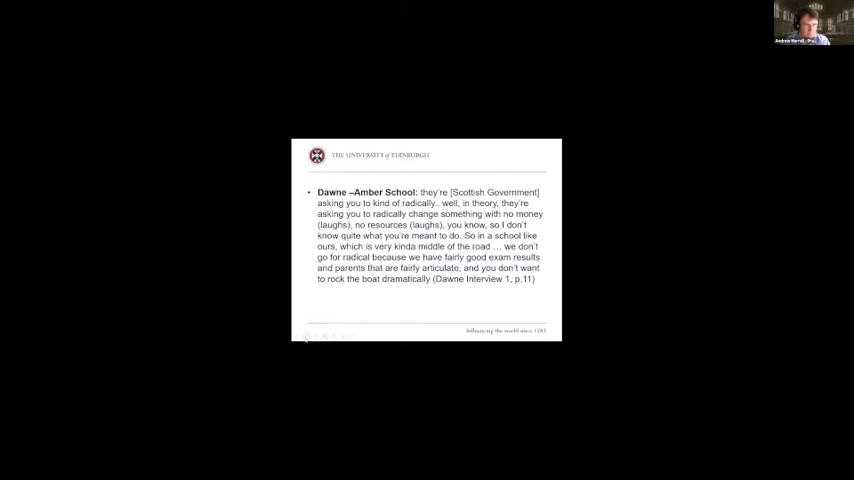 THE UNIVERSITY of EDINBURGH
• Dawne –Amber School: they're [Scottish Government]
asking you to kind of radically.. well, in theory, they're
asking you to radically change something with no money
(laughs), no resources (laughs), you know, so I don't
know quite what you're meant to do. So in a school like
ours, which is very kinda middle of the road … we don't
go for radical because we have fairly good exam results
and parents that are fairly articulate, and you don't want
to rock the boat dramatically (Dawne Interview 1, p.11)
Influencing the world since 1583